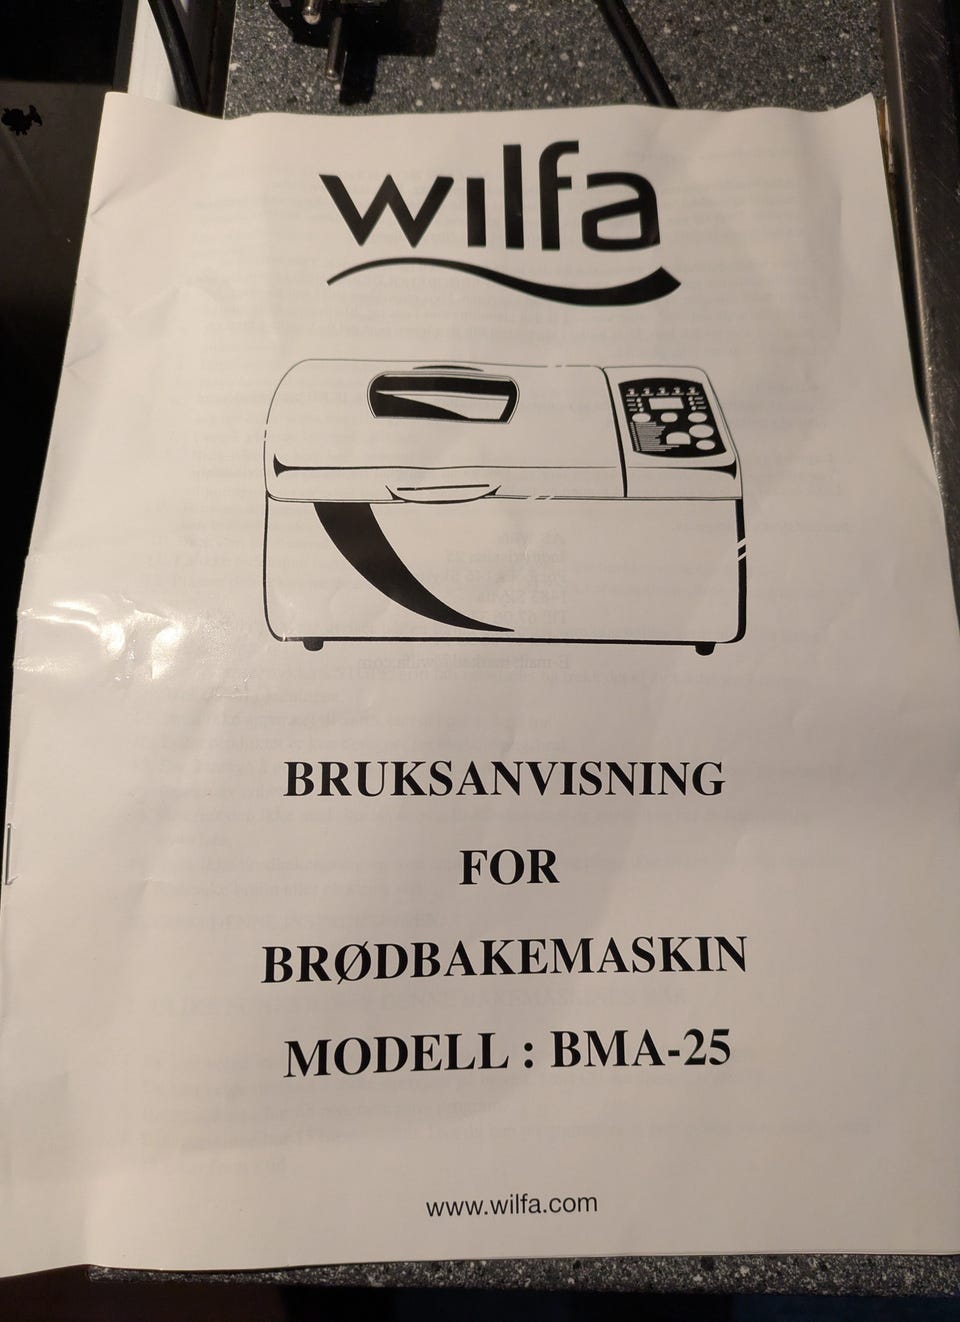 wilfa
BRUKSANVISNING
FOR
BRØDBAKEMASKIN
MODELL : BMA-25
www.wilfa.com